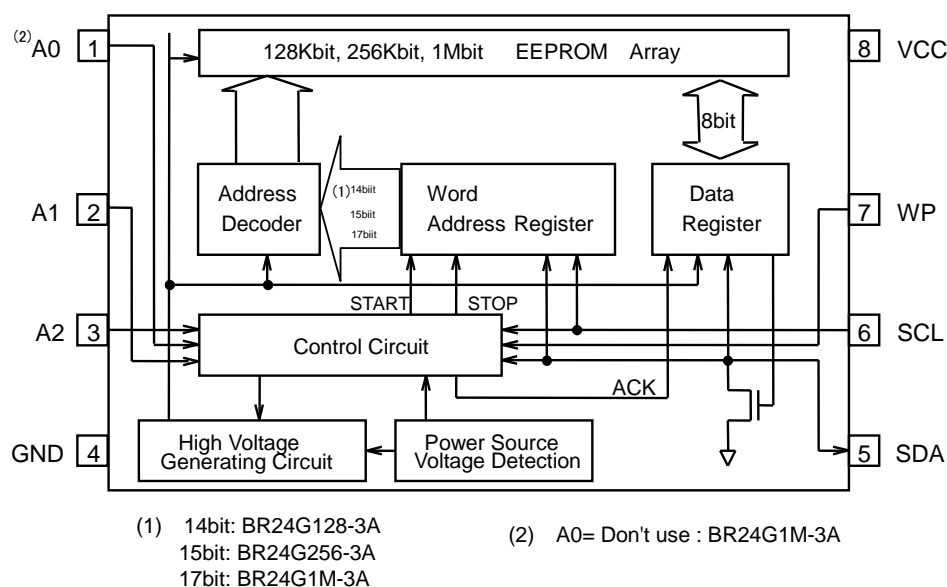 128Kbit, 256Kbit, 1Mbit EEPROM Array
(2)A0 1
8 VCC
8bit
Address
Decoder
(1)14biit
15biit
17biit
Word
Address Register
Data
Register
A1 2
7 WP
START STOP
A2 3
Control Circuit
6 SCL
ACK
GND 4
High Voltage
Generating Circuit
Power Source
Voltage Detection
5 SDA
(1) 14bit: BR24G128-3A
15bit: BR24G256-3A
17bit: BR24G1M-3A
(2) A0= Don't use : BR24G1M-3A